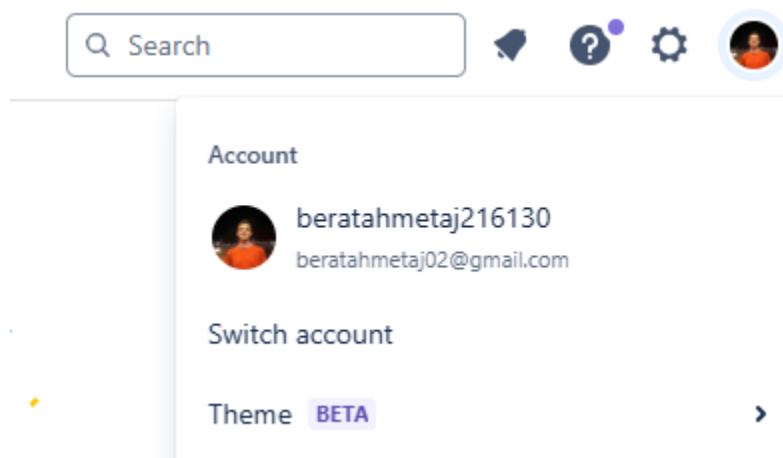 Search
Account
beratahmetaj216130
beratahmetaj02@gmail.com
Switch account
Theme BETA